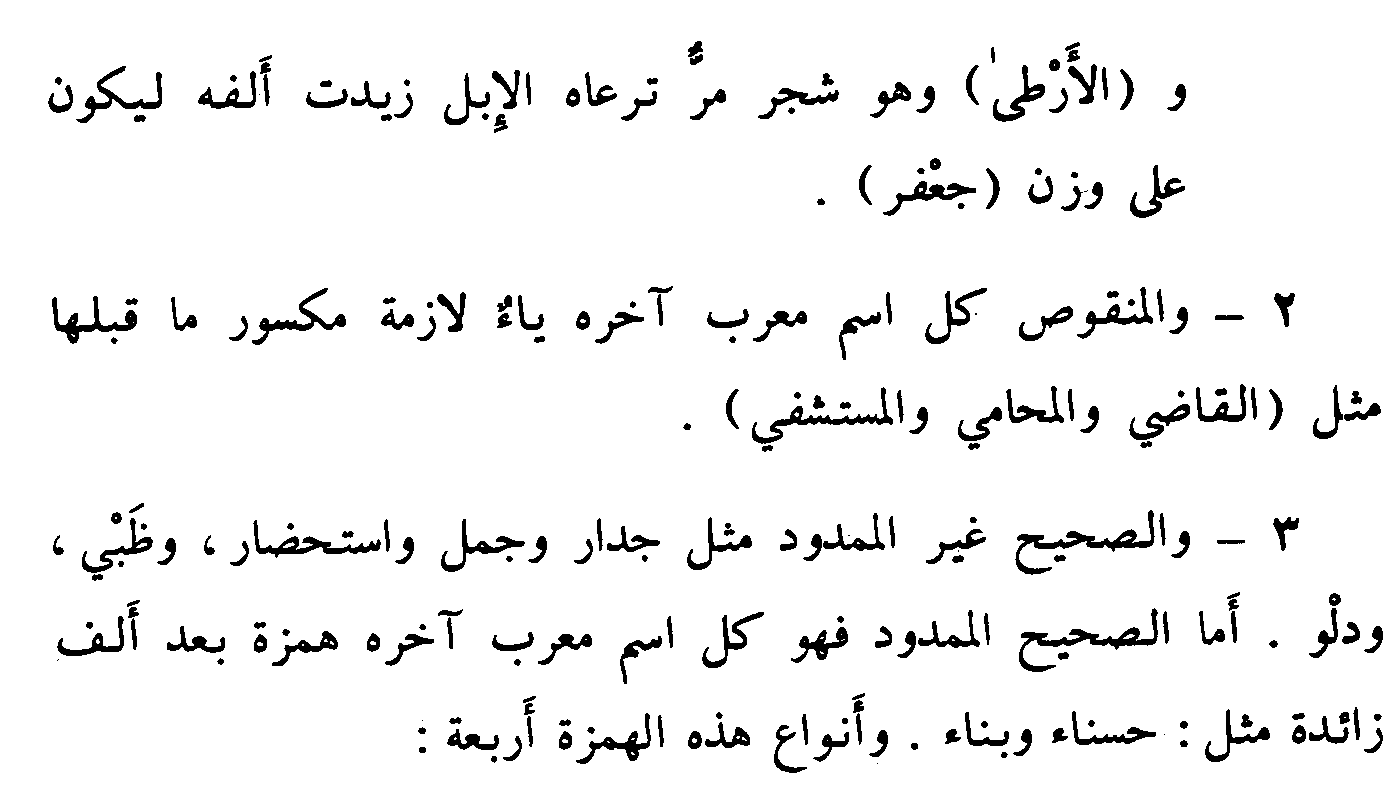 و (الأَرْطىٰ) وهو شجر مرٌّ ترعاه الإِبل زيدت أَلفه ليكون
على وزن (جعْفر) .
٢ ـ والمنقوص كل اسم معرب آخره ياءٌ لازمة مكسور ما قبلها
مثل (القاضي والمحامي والمستشفي) .
٣ ـ والصحيح غير الممدود مثل جدار وجمل واستحضار ، وظَبْي ،
ودلْو . أَما الصحيح الممدود فهو كل اسم معرب آخره همزة بعد أَلف
زائدة مثل : حسناء وبناء . وأَنواع هذه الهمزة أَربعة :